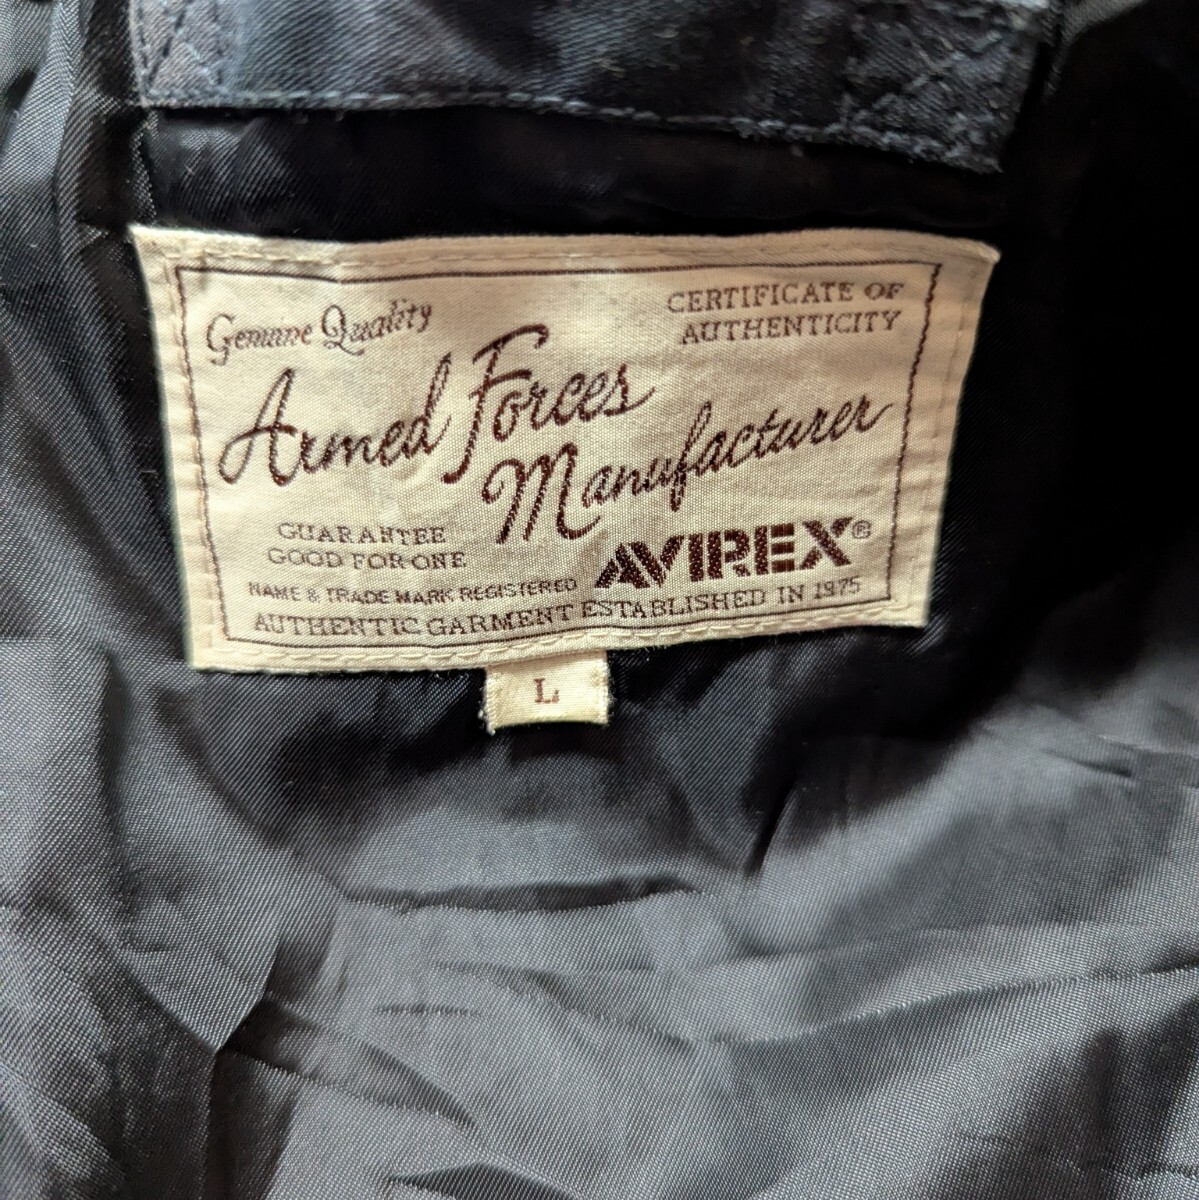 Genuine Quality
CERTIFICATE OF
AUTHENTICITY
Armed Forces
Manufacturer
GUARANTEE
GOOD FOR ONE
AVIREX®
NAME & TRADE MARK REGISTERED
AUTHENTIC GARMENT ESTABLISHED IN 1975
L